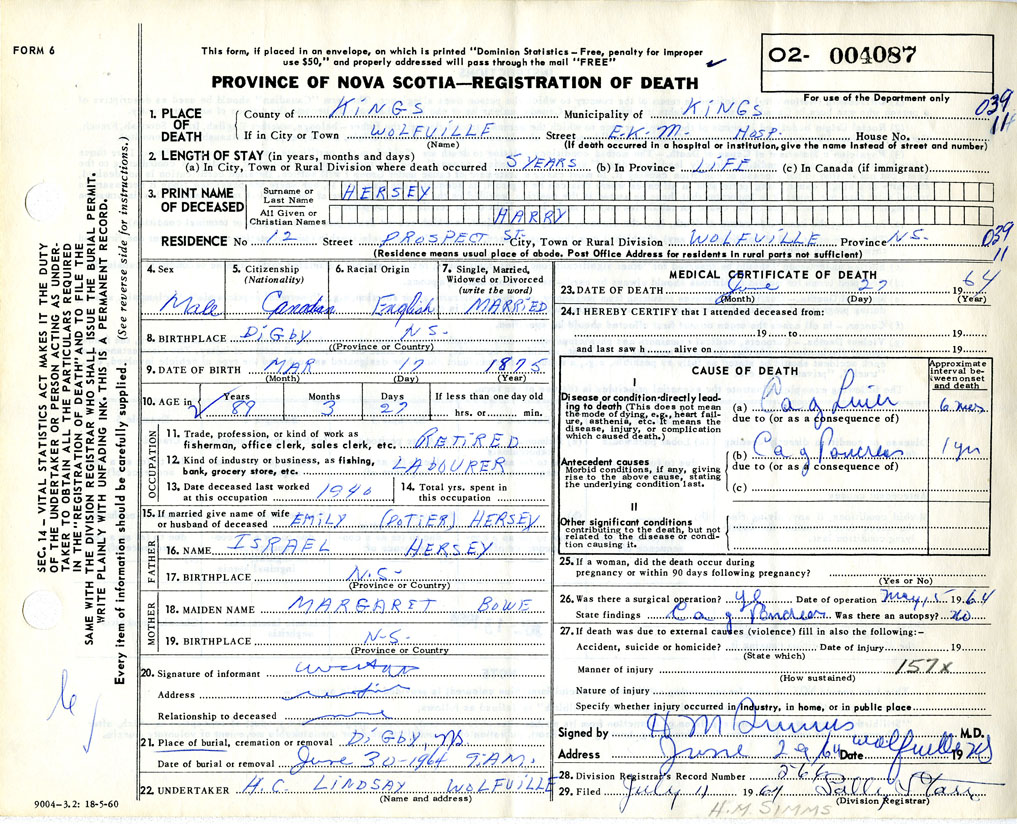 FORM 6
This form, if placed in an envelope, on which is printed "Dominion Statistics – Free, penalty for improper
use $50," and properly addressed will pass through the mail "FREE"
02- 004087
For use of the Department only
PROVINCE OF NOVA SCOTIA—REGISTRATION OF DEATH
039
11
1. PLACE OF DEATH
County of KINGS Municipality of KINGS
If in City or Town WOLFVILLE Street E.K.M. HOSP. House No.
(Name) (If death occurred in a hospital or institution, give the name instead of street and number)
2. LENGTH OF STAY (in years, months and days)
(a) In City, Town or Rural Division where death occurred 5 YEARS (b) In Province LIFE (c) In Canada (if immigrant)
3. PRINT NAME OF DECEASED
Surname or Last Name HERSEY
All Given or Christian Names HARRY
RESIDENCE No 12 Street PROSPECT ST. City, Town or Rural Division WOLFVILLE Province N.S.
039
11
(Residence means usual place of abode. Post Office Address for residents in rural parts not sufficient)
4. Sex Male
5. Citizenship (Nationality) Canadian
6. Racial Origin English
7. Single, Married, Widowed or Divorced (write the word) MARRIED
8. BIRTHPLACE DIGBY N.S.
((Province or Country)
9. DATE OF BIRTH MAR 17 1875
(Month) (Day) (Year)
10. AGE in Years 89 Months 3 Days 27 If less than one day old
hrs. or min.
OCCUPATION
11. Trade, profession, or kind of work as
fisherman, office clerk, sales clerk, etc. RETIRED
12. Kind of industry or business, as fishing,
bank, grocery store, etc. LABOURER
13. Date deceased last worked
at this occupation 1940
14. Total yrs. spent in
this occupation
15. If married give name of wife
or husband of deceased EMILY (POTIER) HERSEY
FATHER
16. NAME ISRAEL HERSEY
17. BIRTHPLACE N.S.
(Province or Country)
MOTHER
18. MAIDEN NAME MARGARET BOWE
19. BIRTHPLACE N-S.
(Province or Country
20. Signature of informant
Address
Relationship to deceased
21. Place of burial, cremation or removal DIGBY, NS
Date of burial or removal June 30-1964 9 A.M.
22. UNDERTAKER H.C. LINDSAY WOLFVILLE
(Name and address)
MEDICAL CERTIFICATE OF DEATH
23. DATE OF DEATH June 27 1964
(Month) (Day) (Year)
24. I HEREBY CERTIFY that I attended deceased from:
19 to 19
and last saw h alive on 19
CAUSE OF DEATH
Approximate interval between onset and death
I
Disease or condition directly leading to death (This does not mean the mode of dying, e.g., heart failure, asthenia, etc. It means the disease, injury, or complication which caused death.)
(a) Ca of Liver 6 mos
due to (or as a consequence of)
(b) Ca of Pancreas 1 yr
due to (or as a consequence of)
(c)
Antecedent causes
Morbid conditions, if any, giving rise to the above cause, stating the underlying condition last.
II
Other significant conditions
contributing to the death, but not related to the disease or condition causing it.
25. If a woman, did the death occur during
pregnancy or within 90 days following pregnancy?
(Yes or No)
26. Was there a surgical operation? yes Date of operation May 15 1964
State findings Ca of Pancreas Was there an autopsy? no
27. If death was due to external causes (violence) fill in also the following:–
Accident, suicide or homicide? Date of injury 19
(State which)
Manner of injury 157X
(How sustained)
Nature of injury
Specify whether injury occurred in Industry, in home, or in public place
Signed by H M Simms M.D.
Address June 29 64 Date Wolfville NS 19
28. Division Registrar's Record Number 264
29. Filed July 11 1964 Sally Starr
(Division Registrar)
H.M. SIMMS
SEC. 14 – VITAL STATISTICS ACT MAKES IT THE DUTY
OF THE UNDERTAKER OR PERSON ACTING AS UNDER-
TAKER TO OBTAIN ALL THE PARTICULARS REQUIRED
IN THE "REGISTRATION OF DEATH" AND TO FILE THE
SAME WITH THE DIVISION REGISTRAR WHO SHALL ISSUE THE BURIAL PERMIT.
WRITE PLAINLY WITH UNFADING INK. THIS IS A PERMANENT RECORD.
Every item of information should be carefully supplied. (See reverse side for instructions.)
9004-3.2: 18-5-60